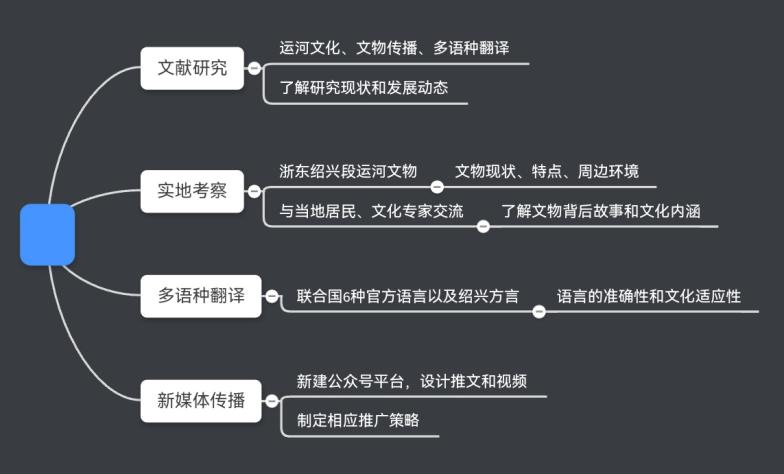 文献研究
运河文化、文物传播、多语种翻译
了解研究现状和发展动态
实地考察
浙东绍兴段运河文物
文物现状、特点、周边环境
与当地居民、文化专家交流
了解文物背后故事和文化内涵
多语种翻译
联合国6种官方语言以及绍兴方言
语言的准确性和文化适应性
新媒体传播
新建公众号平台，设计推文和视频
制定相应推广策略